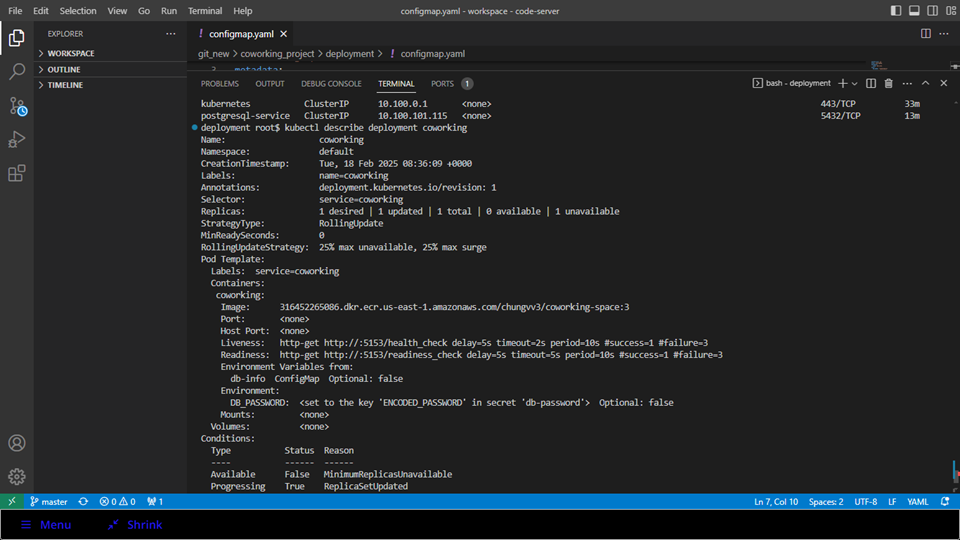 File Edit Selection View Go Run Terminal Help configmap.yaml - workspace - code-server
EXPLORER ...
WORKSPACE
OUTLINE
TIMELINE
! configmap.yaml ×
git_new > coworking_project > deployment > ! configmap.yaml
metadata:
PROBLEMS OUTPUT DEBUG CONSOLE TERMINAL PORTS 1 bash - deployment
kubernetes ClusterIP 10.100.0.1 <none> 443/TCP 33m
postgresql-service ClusterIP 10.100.101.115 <none> 5432/TCP 13m
deployment root$ kubectl describe deployment coworking
Name: coworking
Namespace: default
CreationTimestamp: Tue, 18 Feb 2025 08:36:09 +0000
Labels: name=coworking
Annotations: deployment.kubernetes.io/revision: 1
Selector: service=coworking
Replicas: 1 desired | 1 updated | 1 total | 0 available | 1 unavailable
StrategyType: RollingUpdate
MinReadySeconds: 0
RollingUpdateStrategy: 25% max unavailable, 25% max surge
Pod Template:
Labels: service=coworking
Containers:
coworking:
Image: 316452265086.dkr.ecr.us-east-1.amazonaws.com/chungvv3/coworking-space:3
Port: <none>
Host Port: <none>
Liveness: http-get http://:5153/health_check delay=5s timeout=2s period=10s #success=1 #failure=3
Readiness: http-get http://:5153/readiness_check delay=5s timeout=5s period=10s #success=1 #failure=3
Environment Variables from:
db-info ConfigMap Optional: false
Environment:
DB_PASSWORD: <set to the key 'ENCODED_PASSWORD' in secret 'db-password'> Optional: false
Mounts: <none>
Volumes: <none>
Conditions:
Type Status Reason
---- ------ ------
Available False MinimumReplicasUnavailable
Progressing True ReplicaSetUpdated
master 0 0 1 Ln 7, Col 10 Spaces: 2 UTF-8 LF YAML
Menu Shrink